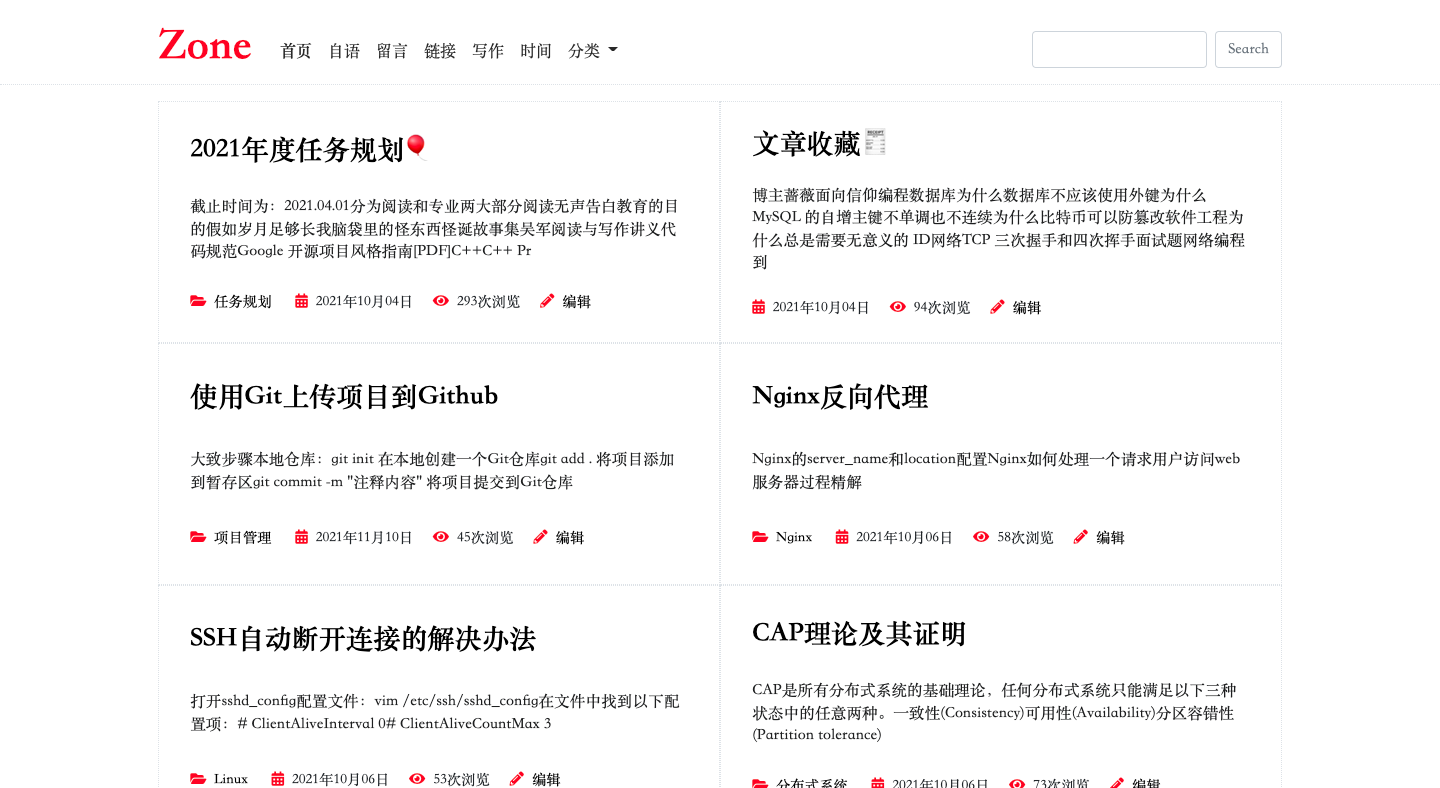 Zone 首页 自语 留言 链接 写作 时间 分类 Search
2021年度任务规划🎈
截止时间为：2021.04.01分为阅读和专业两大部分阅读无声告白教育的目
的假如岁月足够长我脑袋里的怪东西怪诞故事集吴军阅读与写作讲义代
码规范Google 开源项目风格指南[PDF]C++C++ Pr
任务规划 2021年10月04日 293次浏览 编辑
文章收藏🧾
博主蔷薇面向信仰编程数据库为什么数据库不应该使用外键为什么
MySQL 的自增主键不单调也不连续为什么比特币可以防篡改软件工程为
什么总是需要无意义的 ID网络TCP 三次握手和四次挥手面试题网络编程
到
2021年10月04日 94次浏览 编辑
使用Git上传项目到Github
大致步骤本地仓库：git init 在本地创建一个Git仓库git add . 将项目添加
到暂存区git commit -m "注释内容" 将项目提交到Git仓库
项目管理 2021年11月10日 45次浏览 编辑
Nginx反向代理
Nginx的server_name和location配置Nginx如何处理一个请求用户访问web
服务器过程精解
Nginx 2021年10月06日 58次浏览 编辑
SSH自动断开连接的解决办法
打开sshd_config配置文件：vim /etc/ssh/sshd_config在文件中找到以下配
置项：# ClientAliveInterval 0# ClientAliveCountMax 3
Linux 2021年10月06日 53次浏览 编辑
CAP理论及其证明
CAP是所有分布式系统的基础理论，任何分布式系统只能满足以下三种
状态中的任意两种。一致性(Consistency)可用性(Availability)分区容错性
(Partition tolerance)
分布式系统 2021年10月06日 73次浏览 编辑